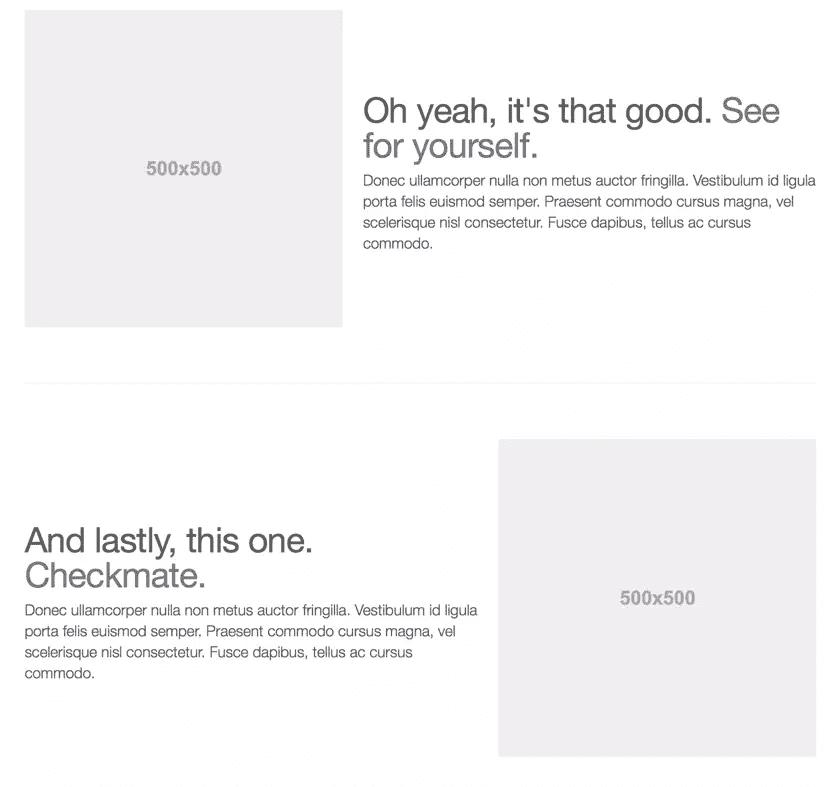 500x500
Oh yeah, it's that good. See
for yourself.
Donec ullamcorper nulla non metus auctor fringilla. Vestibulum id ligula
porta felis euismod semper. Praesent commodo cursus magna, vel
scelerisque nisl consectetur. Fusce dapibus, tellus ac cursus
commodo.
And lastly, this one.
Checkmate.
Donec ullamcorper nulla non metus auctor fringilla. Vestibulum id ligula
porta felis euismod semper. Praesent commodo cursus magna, vel
scelerisque nisl consectetur. Fusce dapibus, tellus ac cursus
commodo.
500x500